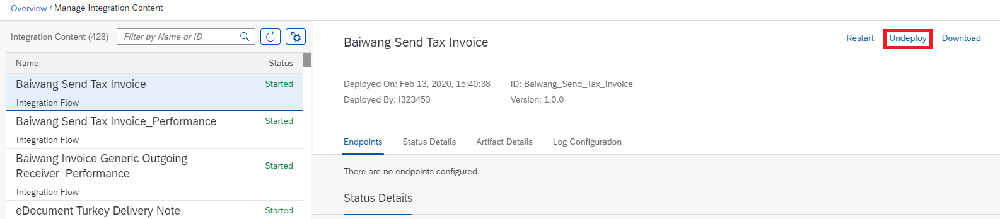 Overview / Manage Integration Content
Integration Content (428)
Filter by Name or ID
Name
Status
Baiwang Send Tax Invoice
Started
Integration Flow
Baiwang Send Tax Invoice_Performance
Started
Integration Flow
Baiwang Invoice Generic Outgoing
Receiver_Performance
Started
Integration Flow
eDocument Turkey Delivery Note
Started
Baiwang Send Tax Invoice
Restart
Undeploy
Download
Deployed On: Feb 13, 2020, 15:40:38
ID: Baiwang_Send_Tax_Invoice
Deployed By: I323453
Version: 1.0.0
Endpoints
Status Details
Artifact Details
Log Configuration
There are no endpoints configured.
Status Details